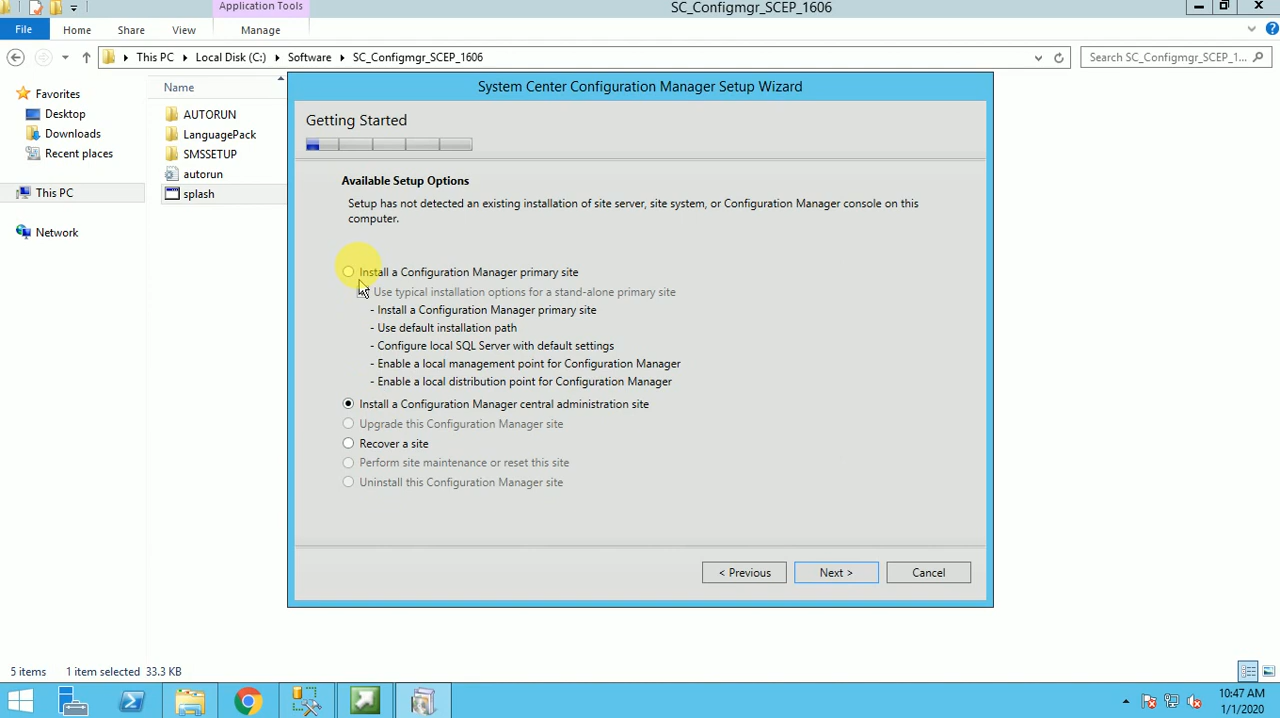 Application Tools
SC_Configmgr_SCEP_1606
File
Home
Share
View
Manage
This PC
Local Disk (C:)
Software
SC_Configmgr_SCEP_1606
Search SC_Configmgr_SCEP_1...
Favorites
Desktop
Downloads
Recent places
This PC
Network
Name
AUTORUN
LanguagePack
SMSSETUP
autorun
splash
System Center Configuration Manager Setup Wizard
Getting Started
Available Setup Options
Setup has not detected an existing installation of site server, site system, or Configuration Manager console on this
computer.
Install a Configuration Manager primary site
Use typical installation options for a stand-alone primary site
- Install a Configuration Manager primary site
- Use default installation path
- Configure local SQL Server with default settings
- Enable a local management point for Configuration Manager
- Enable a local distribution point for Configuration Manager
Install a Configuration Manager central administration site
Upgrade this Configuration Manager site
Recover a site
Perform site maintenance or reset this site
Uninstall this Configuration Manager site
< Previous
Next >
Cancel
5 items
1 item selected 33.3 KB
10:47 AM
1/1/2020